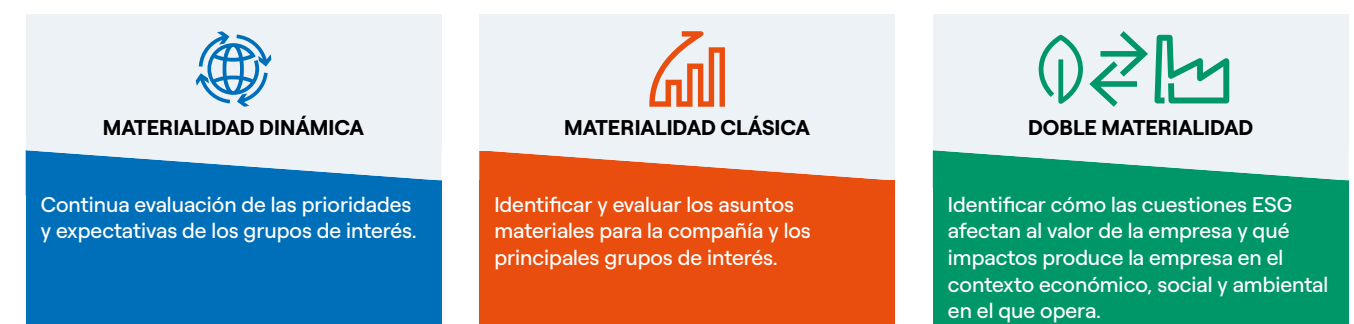 MATERIALIDAD DINÁMICA
Continua evaluación de las prioridades
y expectativas de los grupos de interés.
MATERIALIDAD CLÁSICA
Identificar y evaluar los asuntos
materiales para la compañía y los
principales grupos de interés.
DOBLE MATERIALIDAD
Identificar cómo las cuestiones ESG
afectan al valor de la empresa y qué
impactos produce la empresa en el
contexto económico, social y ambiental
en el que opera.